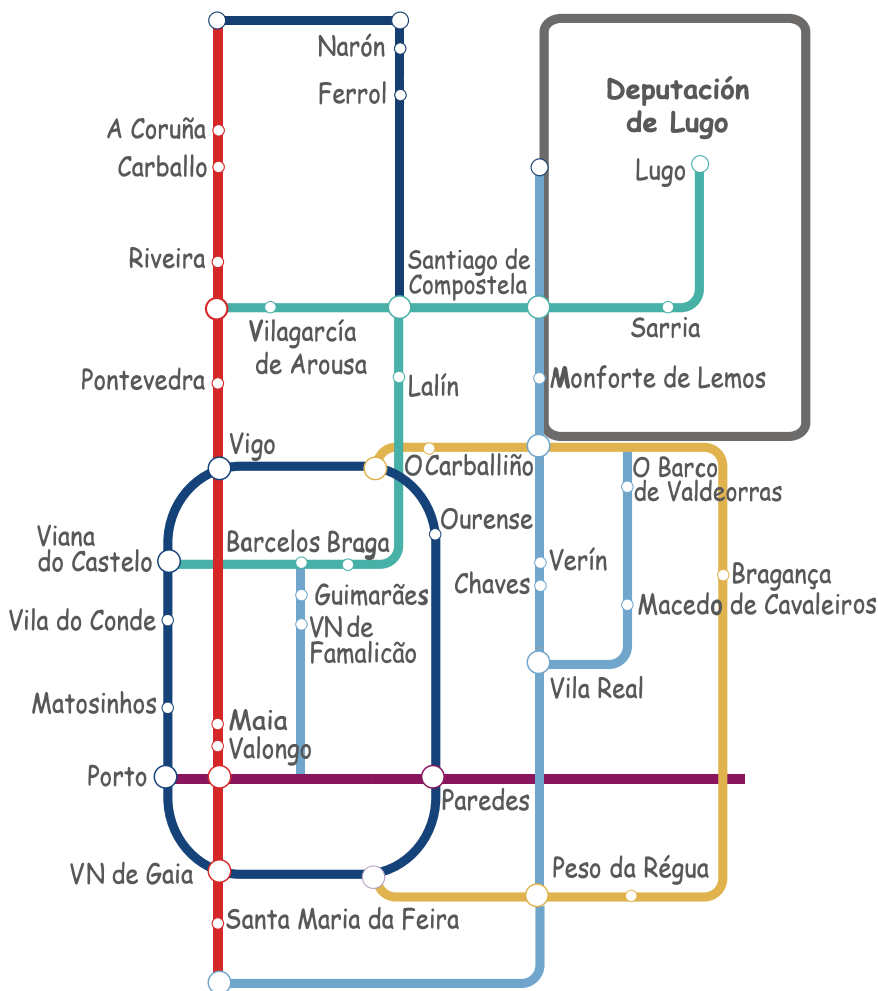 Narón
Ferrol
Deputación
de Lugo
A Coruña
Carballo
Lugo
Riveira
Santiago de
Compostela
Vilagarcía
de Arousa
Sarria
Pontevedra
Lalín
Monforte de Lemos
Vigo
O Carballiño
O Barco
de Valdeorras
Ourense
Viana
do Castelo
Barcelos Braga
Verín
Chaves
Bragança
Guimarães
Macedo de Cavaleiros
Vila do Conde
VN de
Famalicão
Vila Real
Matosinhos
Maia
Valongo
Porto
Paredes
VN de Gaia
Peso da Régua
Santa Maria da Feira